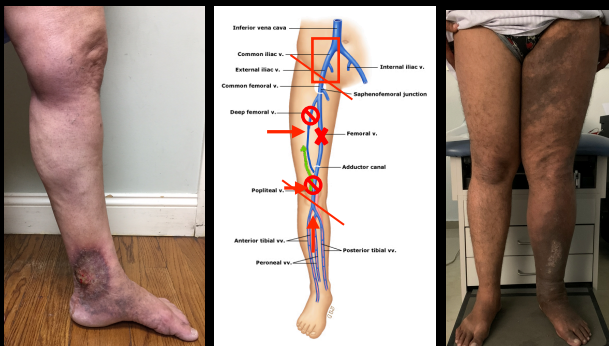 Inferior vena cava
Common iliac v.
Internal iliac v.
External iliac v.
Common femoral v.
Saphenofemoral junction
Deep femoral v.
Femoral v.
Adductor canal
Popliteal v.
Anterior tibial vv.
Posterior tibial vv.
Peroneal vv.